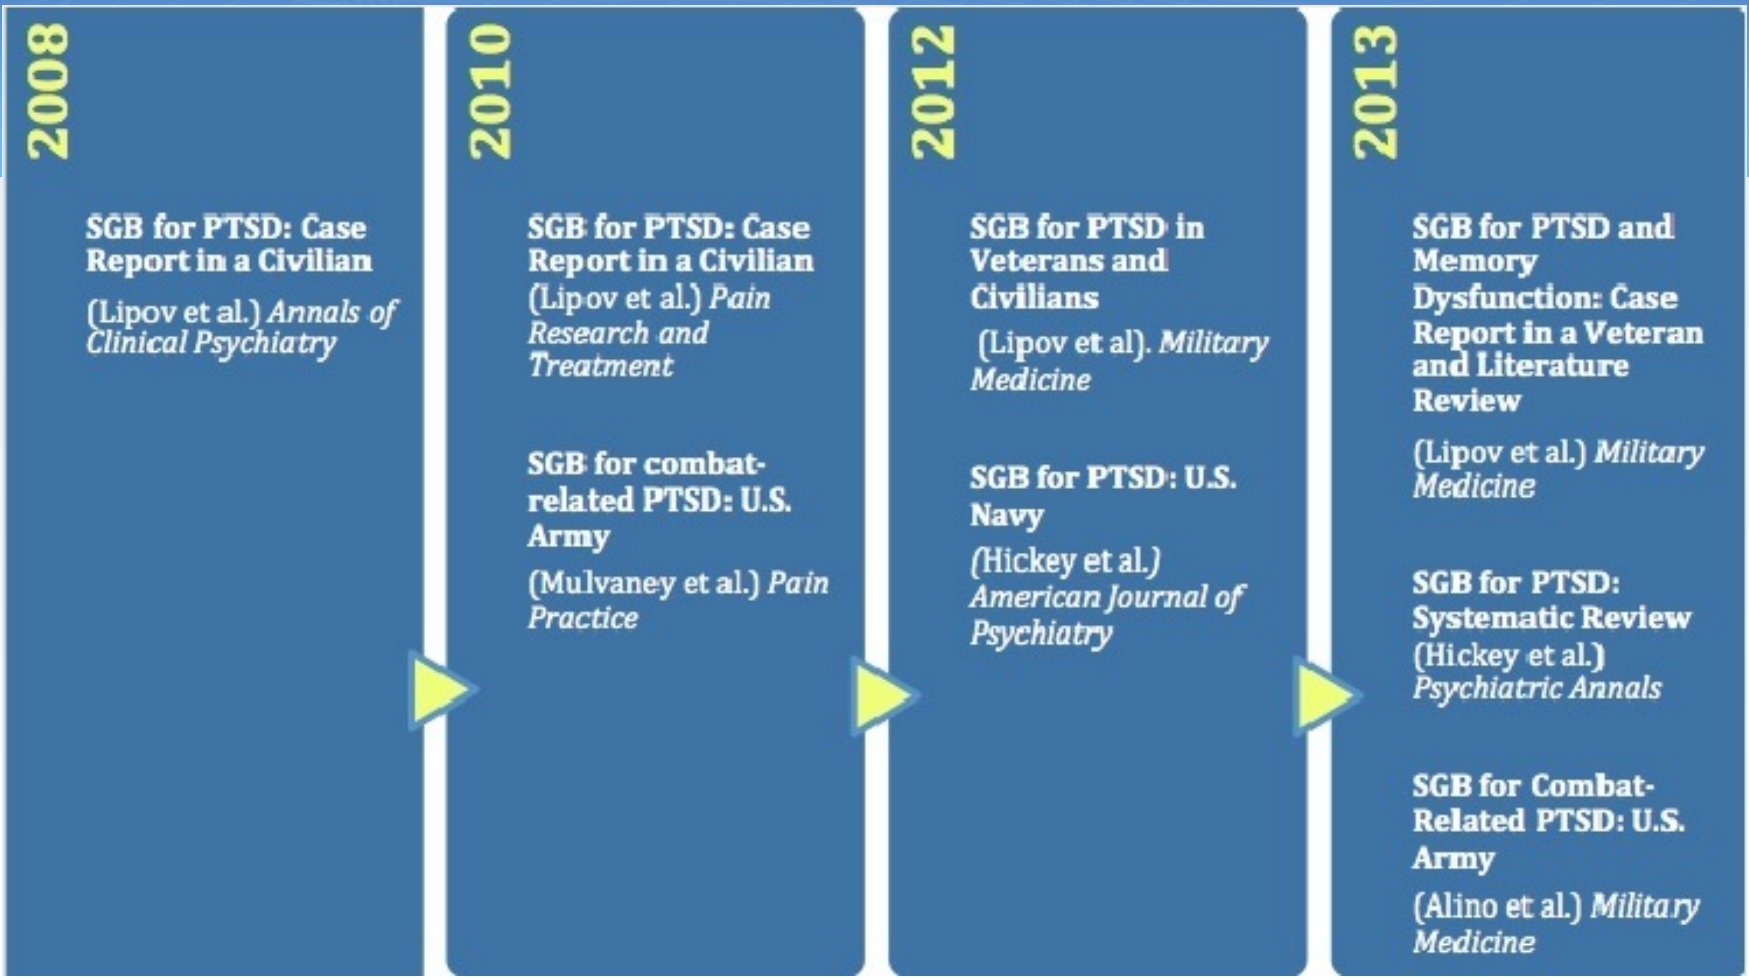 2008
SGB for PTSD: Case
Report in a Civilian
(Lipov et al.) Annals of
Clinical Psychiatry
2010
SGB for PTSD: Case
Report in a Civilian
(Lipov et al.) Pain
Research and
Treatment
SGB for combat-
related PTSD: U.S.
Army
(Mulvaney et al.) Pain
Practice
2012
SGB for PTSD in
Veterans and
Civilians
(Lipov et al). Military
Medicine
SGB for PTSD: U.S.
Navy
(Hickey et al.)
American Journal of
Psychiatry
2013
SGB for PTSD and
Memory
Dysfunction: Case
Report in a Veteran
and Literature
Review
(Lipov et al.) Military
Medicine
SGB for PTSD:
Systematic Review
(Hickey et al.)
Psychiatric Annals
SGB for Combat-
Related PTSD: U.S.
Army
(Alino et al.) Military
Medicine